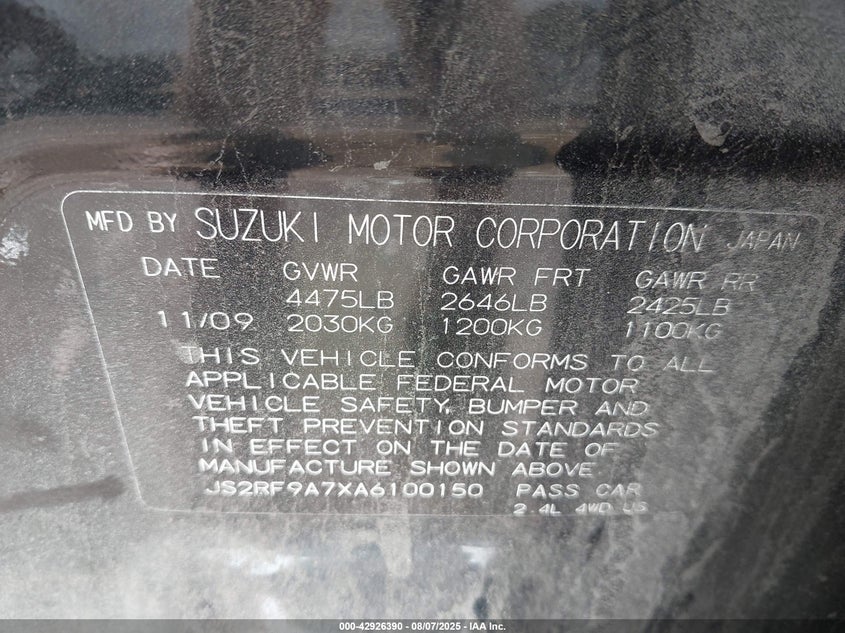 MFD BY SUZUKI MOTOR CORPORATION JAPAN
DATE GVWR GAWR FRT GAWR RR
4475LB 2646LB 2425LB
11/09 2030KG 1200KG 1100KG
THIS VEHICLE CONFORMS TO ALL
APPLICABLE FEDERAL MOTOR
VEHICLE SAFETY, BUMPER AND
THEFT PREVENTION STANDARDS
IN EFFECT ON THE DATE OF
MANUFACTURE SHOWN ABOVE
JS2RF9A7XA6100150 PASS CAR
2.4L 4WD US
000-42926390 - 08/07/2025 - © IAA Inc.